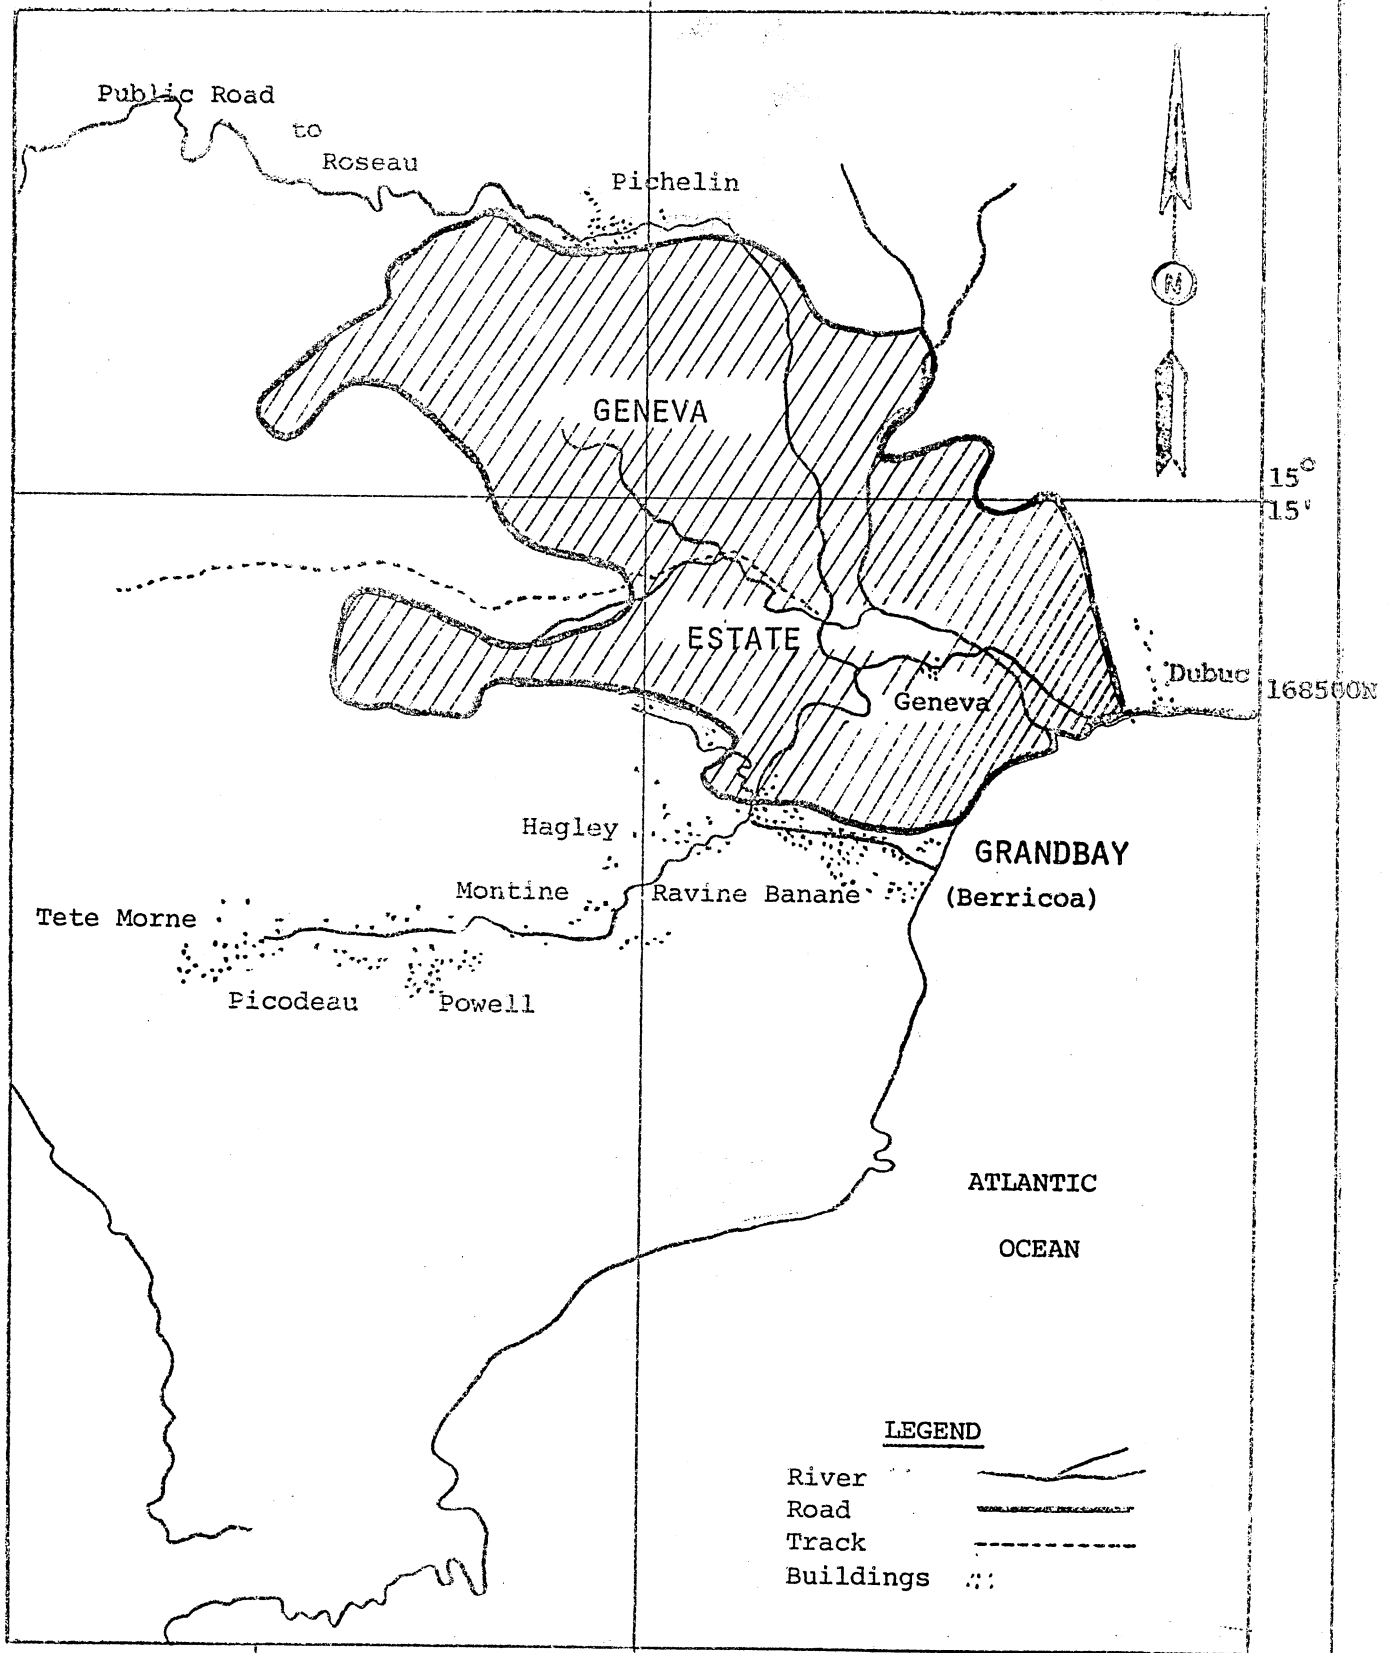 Public Road
to
Roseau
Pichelin
N
GENEVA
15°
15'
ESTATE
Dubuc
Geneva
168500N
Hagley
GRANDBAY
Montine
Ravine Banane
(Berricoa)
Tete Morne
Picodeau
Powell
ATLANTIC
OCEAN
LEGEND
River
Road
Track
Buildings